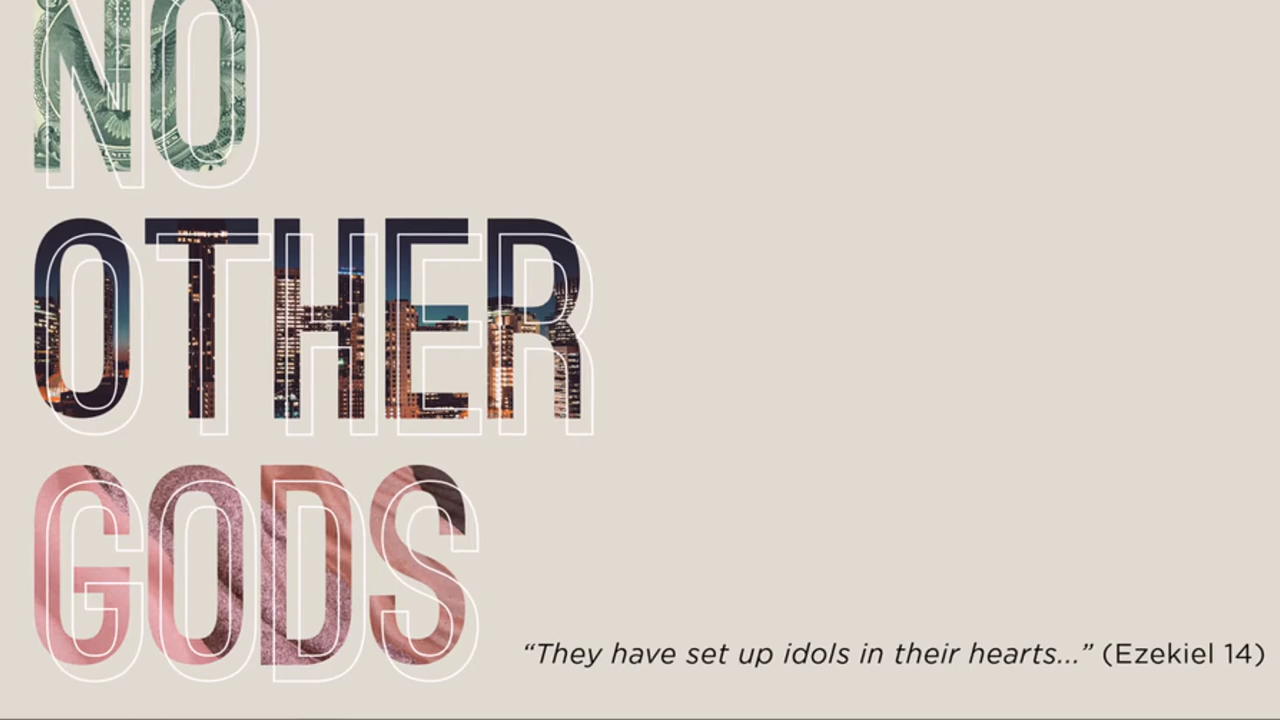 NO
OTHER
GODS
“They have set up idols in their hearts...” (Ezekiel 14)